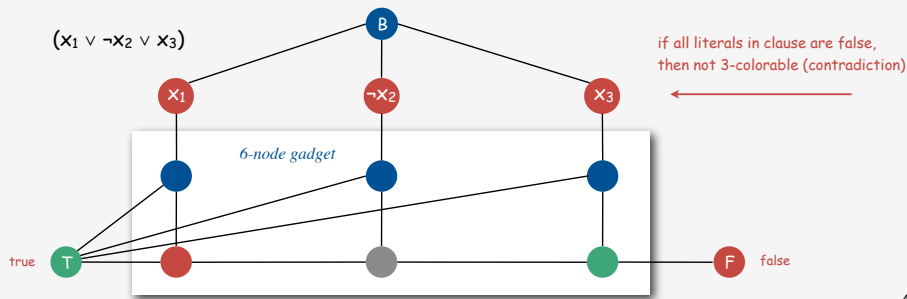 B
(x₁ ∨ ¬x₂ ∨ x₃)
if all literals in clause are false,
then not 3-colorable (contradiction)
x₁
¬x₂
x₃
6-node gadget
true
T
F
false